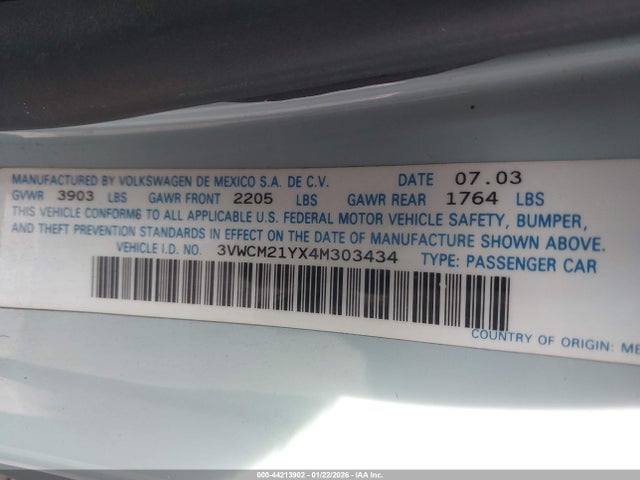 MANUFACTURED BY VOLKSWAGEN DE MEXICO S.A. DE C.V. DATE 07.03
GVWR 3903 LBS GAWR FRONT 2205 LBS GAWR REAR 1764 LBS
THIS VEHICLE CONFORMS TO ALL APPLICABLE U.S. FEDERAL MOTOR VEHICLE SAFETY, BUMPER,
AND THEFT PREVENTION STANDARDS IN EFFECT ON THE DATE OF MANUFACTURE SHOWN ABOVE.
VEHICLE I.D. NO. 3VWCM21YX4M303434 TYPE: PASSENGER CAR
COUNTRY OF ORIGIN: ME
000-44213902 - 01/22/2026 - IAA Inc.